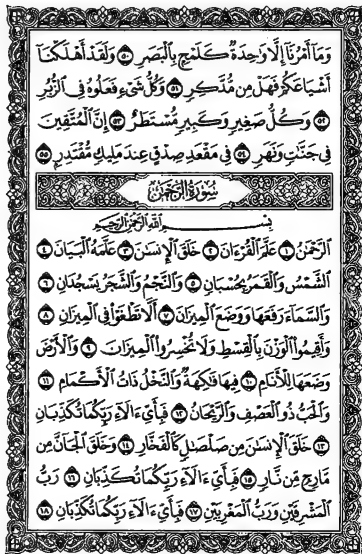 وَمَآ أَمْرُنَآ إِلَّا وَٰحِدَةٌ كَلَمْحٍۭ بِٱلْبَصَرِ ٥٠ وَلَقَدْ أَهْلَكْنَآ
أَشْيَاعَكُمْ فَهَلْ مِن مُّدَّكِرٍ ٥١ وَكُلُّ شَىْءٍ فَعَلُوهُ فِى ٱلزُّبُرِ
٥٢ وَكُلُّ صَغِيرٍ وَكَبِيرٍ مُّسْتَطَرٌ ٥٣ إِنَّ ٱلْمُتَّقِينَ
فِى جَنَّٰتٍ وَنَهَرٍ ٥٤ فِى مَقْعَدِ صِدْقٍ عِندَ مَلِيكٍ مُّقْتَدِرٍۭ ٥٥
سُورَةُ الرَّحْمَٰن
بِسْمِ ٱللَّهِ ٱلرَّحْمَٰنِ ٱلرَّحِيمِ
ٱلرَّحْمَٰنُ ١ عَلَّمَ ٱلْقُرْءَانَ ٢ خَلَقَ ٱلْإِنسَٰنَ ٣ عَلَّمَهُ ٱلْبَيَانَ ٤
ٱلشَّمْسُ وَٱلْقَمَرُ بِحُسْبَانٍ ٥ وَٱلنَّجْمُ وَٱلشَّجَرُ يَسْجُدَانِ ٦
وَٱلسَّمَآءَ رَفَعَهَا وَوَضَعَ ٱلْمِيزَانَ ٧ أَلَّا تَطْغَوْا۟ فِى ٱلْمِيزَانِ ٨
وَأَقِيمُوا۟ ٱلْوَزْنَ بِٱلْقِسْطِ وَلَا تُخْسِرُوا۟ ٱلْمِيزَانَ ٩ وَٱلْأَرْضَ
وَضَعَهَا لِلْأَنَامِ ١٠ فِيهَا فَٰكِهَةٌ وَٱلنَّخْلُ ذَاتُ ٱلْأَكْمَامِ ١١
وَٱلْحَبُّ ذُو ٱلْعَصْفِ وَٱلرَّيْحَانُ ١٢ فَبِأَىِّ ءَالَآءِ رَبِّكُمَا تُكَذِّبَانِ
١٣ خَلَقَ ٱلْإِنسَٰنَ مِن صَلْصَٰلٍ كَٱلْفَخَّارِ ١٤ وَخَلَقَ ٱلْجَآنَّ مِن
مَّارِجٍ مِّن نَّارٍ ١٥ فَبِأَىِّ ءَالَآءِ رَبِّكُمَا تُكَذِّبَانِ ١٦ رَبُّ
ٱلْمَشْرِقَيْنِ وَرَبُّ ٱلْمَغْرِبَيْنِ ١٧ فَبِأَىِّ ءَالَآءِ رَبِّكُمَا تُكَذِّبَانِ ١٨